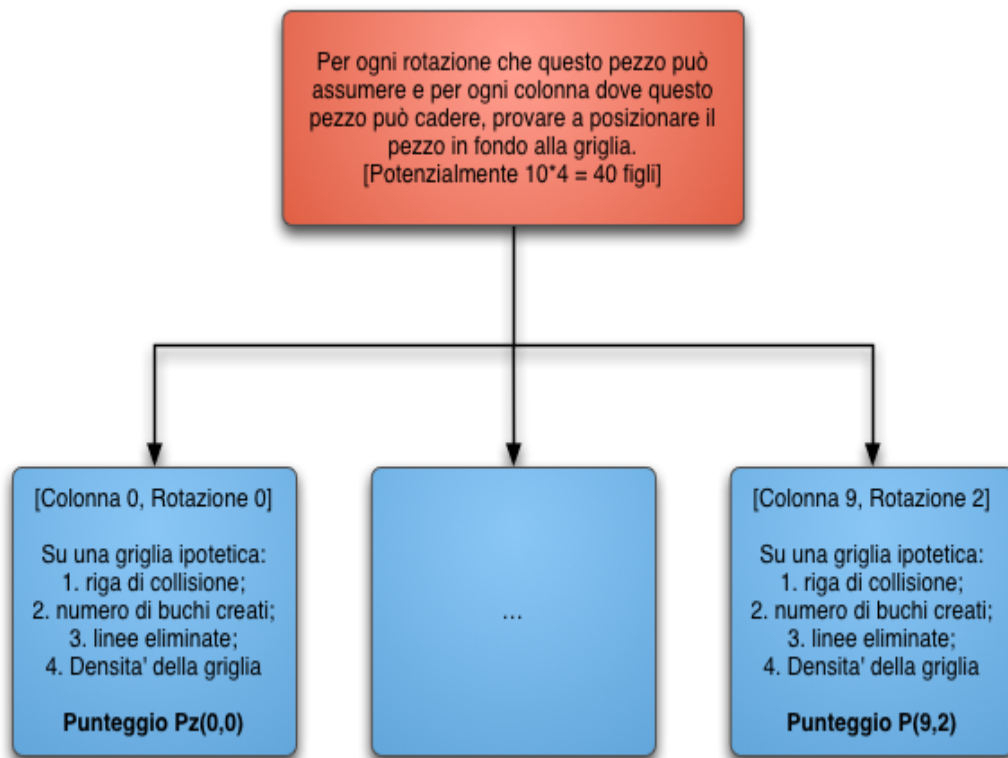 Per ogni rotazione che questo pezzo può
assumere e per ogni colonna dove questo
pezzo può cadere, provare a posizionare il
pezzo in fondo alla griglia.
[Potenzialmente 10*4 = 40 figli]
[Colonna 0, Rotazione 0]
Su una griglia ipotetica:
1. riga di collisione;
2. numero di buchi creati;
3. linee eliminate;
4. Densita' della griglia
Punteggio Pz(0,0)
...
[Colonna 9, Rotazione 2]
Su una griglia ipotetica:
1. riga di collisione;
2. numero di buchi creati;
3. linee eliminate;
4. Densita' della griglia
Punteggio P(9,2)